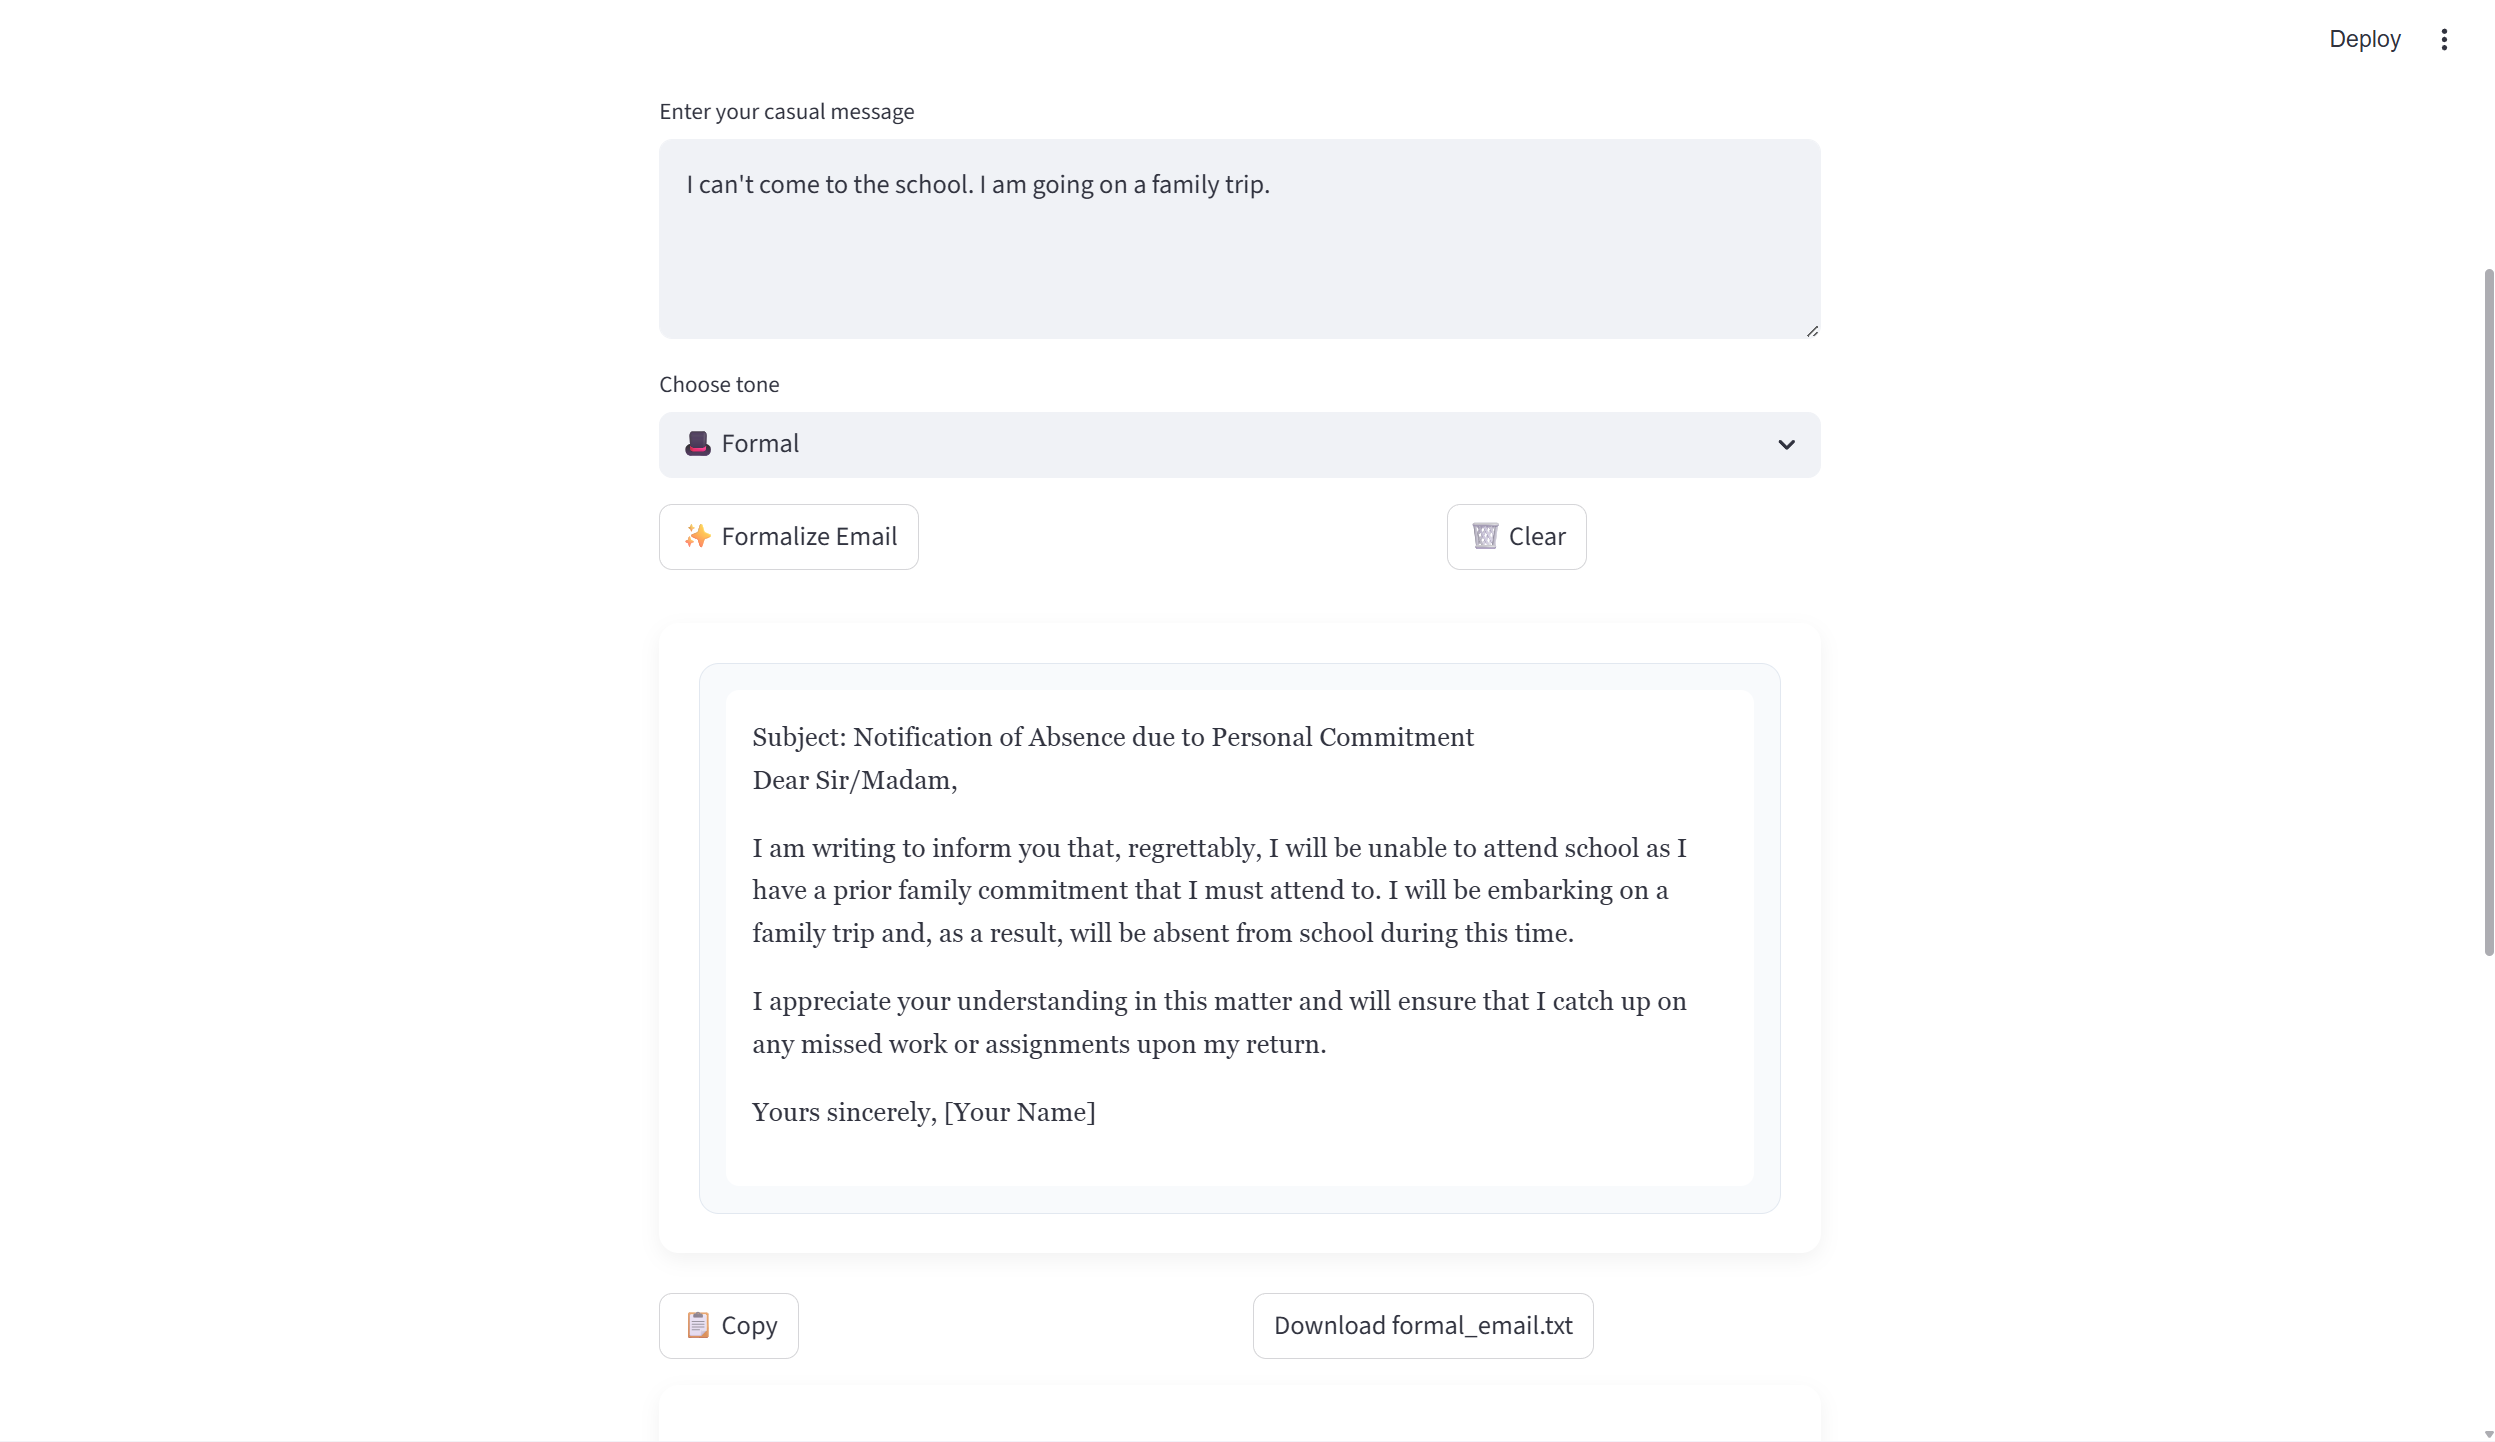 Deploy
Enter your casual message
I can't come to the school. I am going on a family trip.
Choose tone
Formal
Formalize Email
Clear
Subject: Notification of Absence due to Personal Commitment
Dear Sir/Madam,
I am writing to inform you that, regrettably, I will be unable to attend school as I
have a prior family commitment that I must attend to. I will be embarking on a
family trip and, as a result, will be absent from school during this time.
I appreciate your understanding in this matter and will ensure that I catch up on
any missed work or assignments upon my return.
Yours sincerely, [Your Name]
Copy
Download formal_email.txt